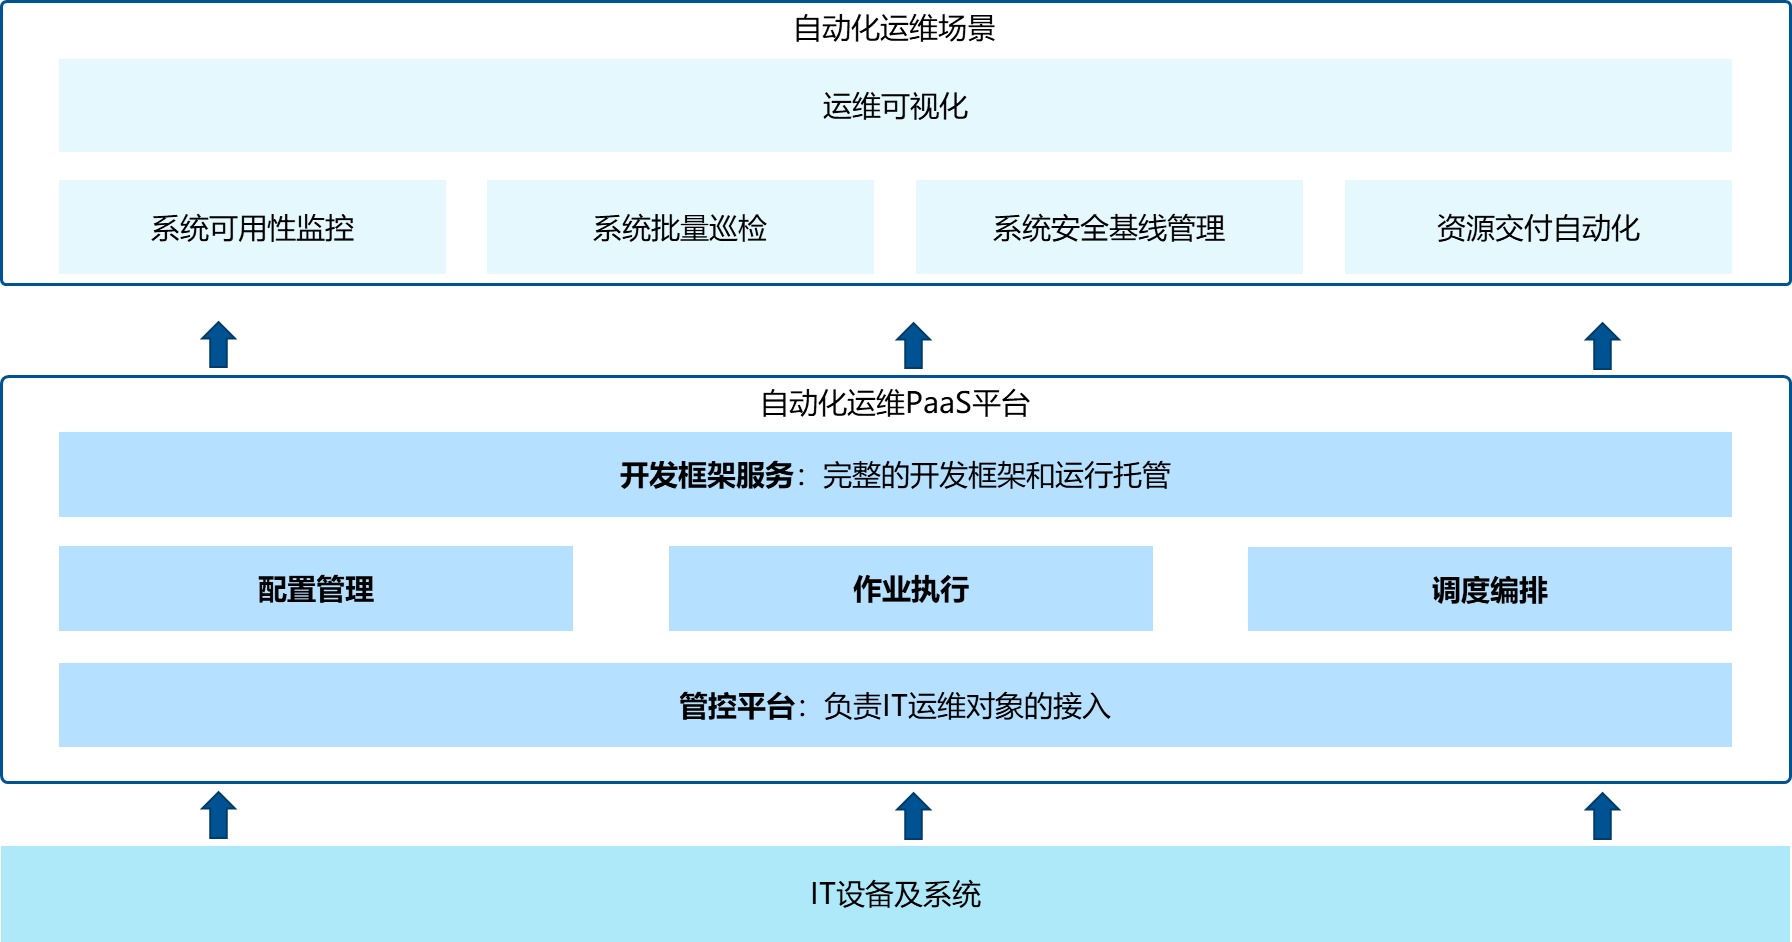 自动化运维场景
运维可视化
系统可用性监控
系统批量巡检
系统安全基线管理
资源交付自动化
自动化运维PaaS平台
开发框架服务：完整的开发框架和运行托管
配置管理
作业执行
调度编排
管控平台：负责IT运维对象的接入
IT设备及系统